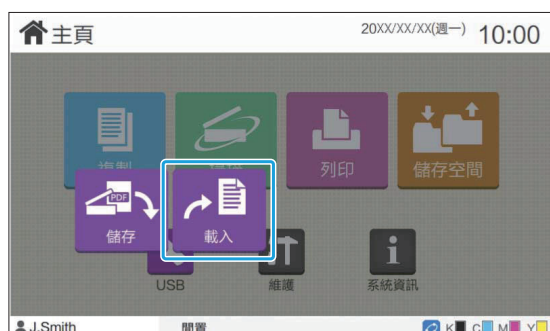 主頁
20XX/XX/XX(週一) 10:00
複製
列印
儲存空間
PDF
儲存
載入
USB
維護
系統資訊
J.Smith
閒置
K C M Y